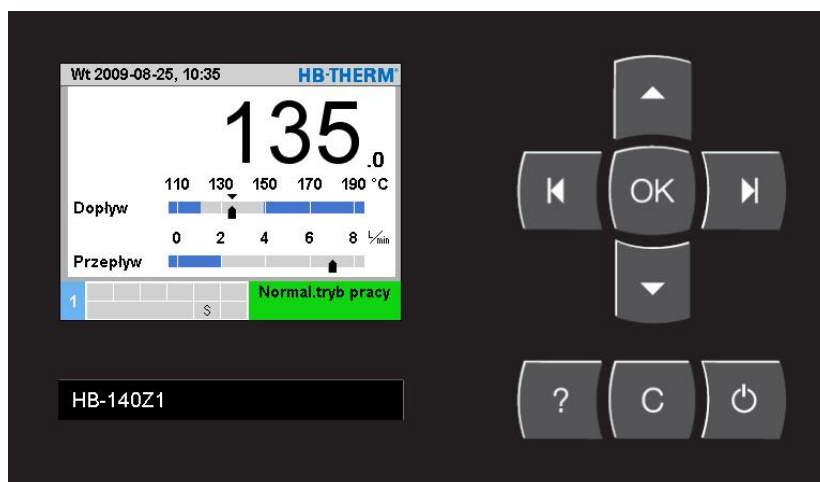 Wt 2009-08-25, 10:35 HB-THERM®
135.0
110 130 150 170 190 °C
Dopływ
0 2 4 6 8 L/min
Przepływ
1 S Normal.tryb pracy
HB-140Z1
OK
? C